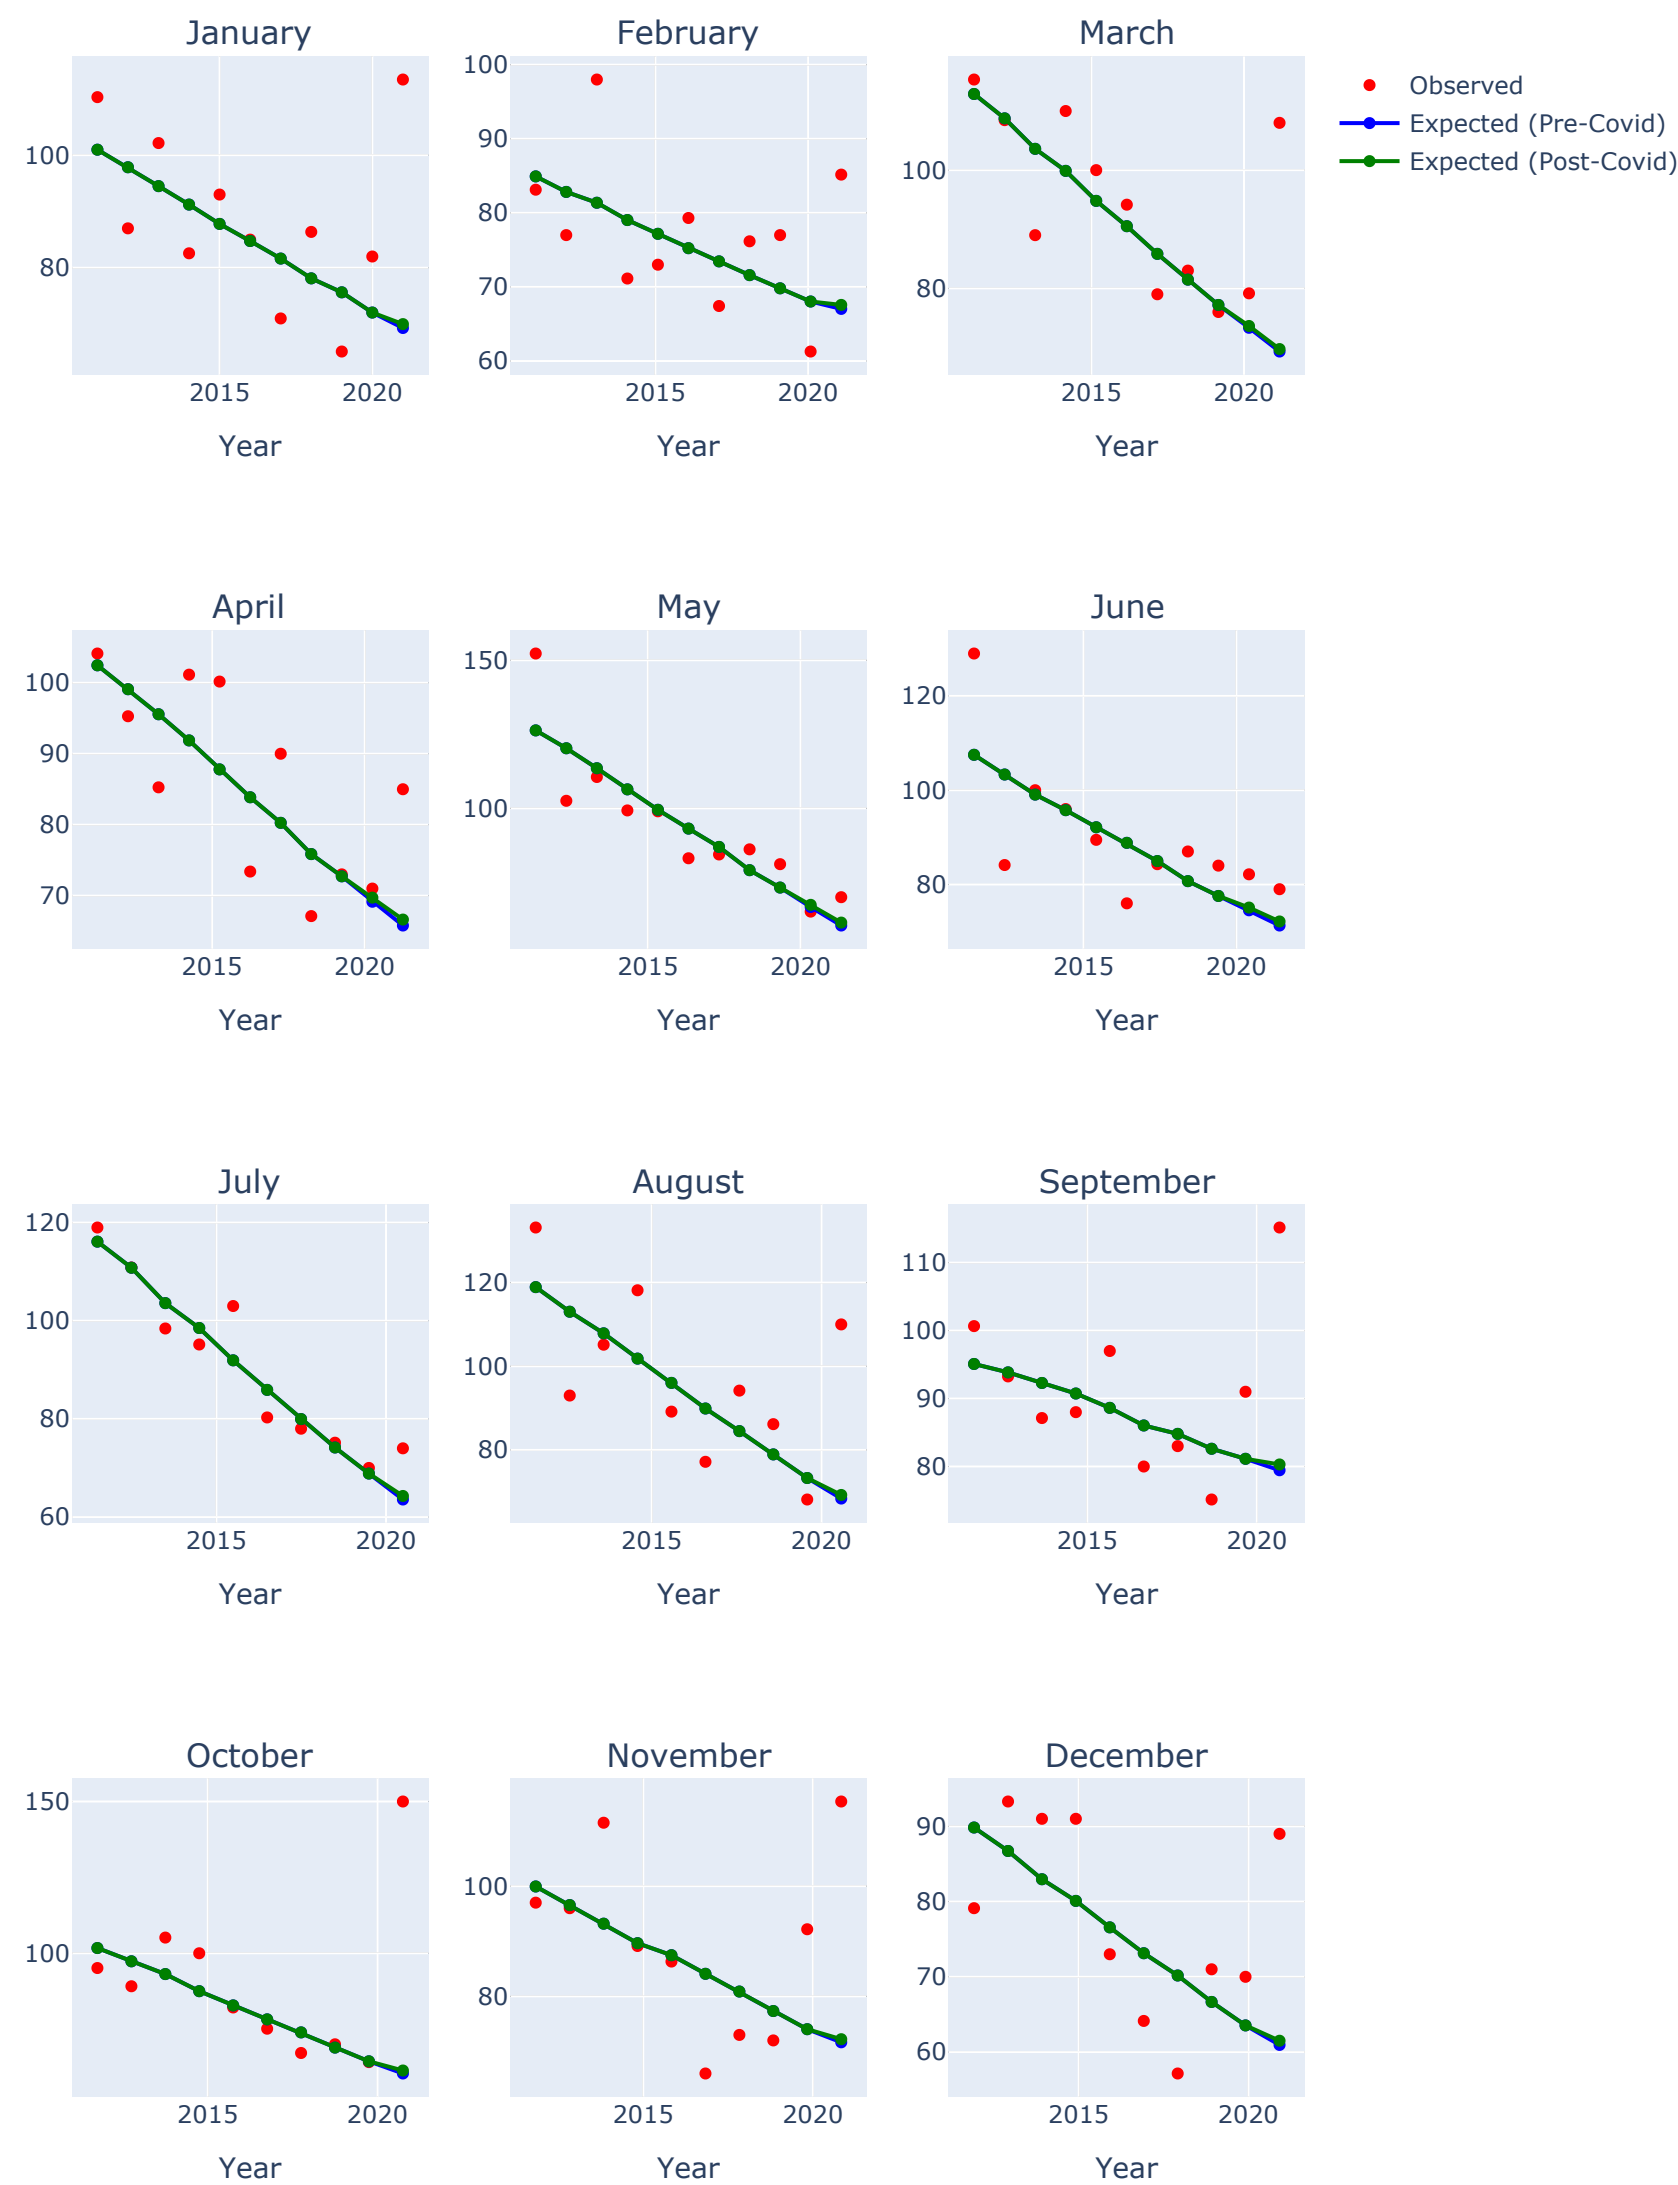 January
February
March
100
80
2015
2020
Year
100
90
80
70
60
2015
2020
Year
100
80
2015
2020
Year
Observed
Expected (Pre-Covid)
Expected (Post-Covid)
April
May
June
100
90
80
70
2015
2020
Year
150
100
2015
2020
Year
120
100
80
2015
2020
Year
July
August
September
120
100
80
60
2015
2020
Year
120
100
80
2015
2020
Year
110
100
90
80
2015
2020
Year
October
November
December
150
100
2015
2020
Year
100
80
2015
2020
Year
90
80
70
60
2015
2020
Year